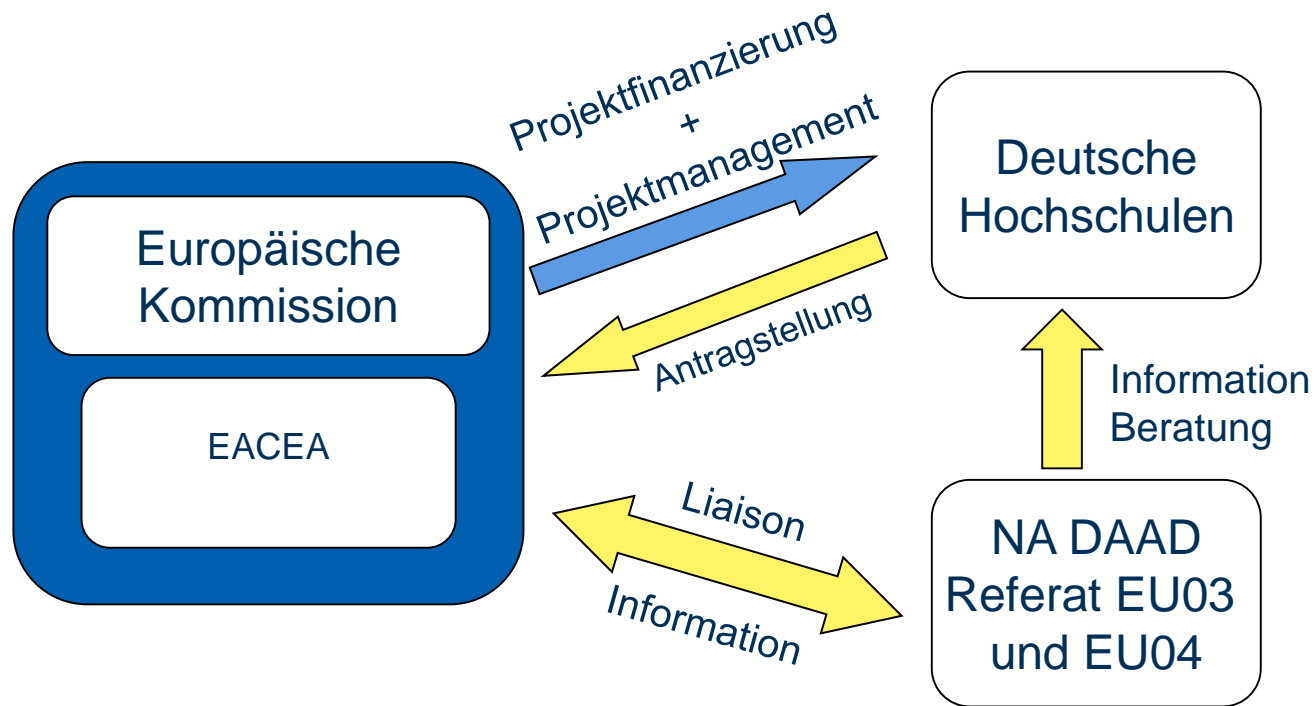 Projektfinanzierung
+
Projektmanagement
Europäische
Kommission
EACEA
Deutsche
Hochschulen
Antragstellung
Information
Beratung
Liaison
Information
NA DAAD
Referat EU03
und EU04